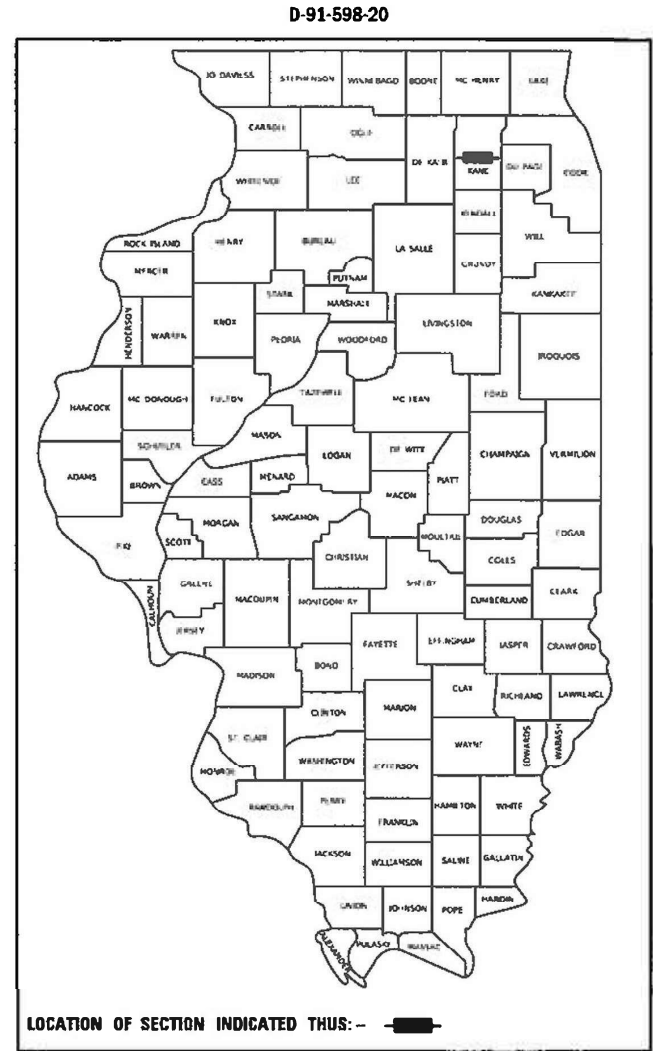 D-91-598-20
JO DAVIESS STEPHENSON WINNEBAGO BOONE MC HENRY LAKE
CARROLL OGLE
DE KALB KANE DU PAGE COOK
WHITESIDE LEE
KENDALL
ROCK ISLAND HENRY BUREAU LA SALLE WILL
MERCER PUTNAM GRUNDY
STARK MARSHALL KANKAKEE
HENDERSON WARREN KNOX PEORIA WOODFORD LIVINGSTON
IROQUOIS
HANCOCK MC DONOUGH FULTON TAZEWELL MC LEAN FORD
MASON
SCHUYLER LOGAN DE WITT CHAMPAIGN VERMILION
ADAMS BROWN CASS MENARD PIATT
MACON
MORGAN SANGAMON DOUGLAS
PIKE SCOTT MOULTRIE EDGAR
CHRISTIAN COLES
GREENE SHELBY
CALHOUN MACOUPIN MONTGOMERY CUMBERLAND CLARK
JERSEY
FAYETTE EFFINGHAM JASPER CRAWFORD
BOND
MADISON CLAY RICHLAND LAWRENCE
CLINTON MARION
ST. CLAIR WAYNE EDWARDS WABASH
WASHINGTON JEFFERSON
MONROE
RANDOLPH PERRY HAMILTON WHITE
FRANKLIN
JACKSON WILLIAMSON SALINE GALLATIN
UNION JOHNSON POPE HARDIN
ALEXANDER PULASKI MASSAC
LOCATION OF SECTION INDICATED THUS: -